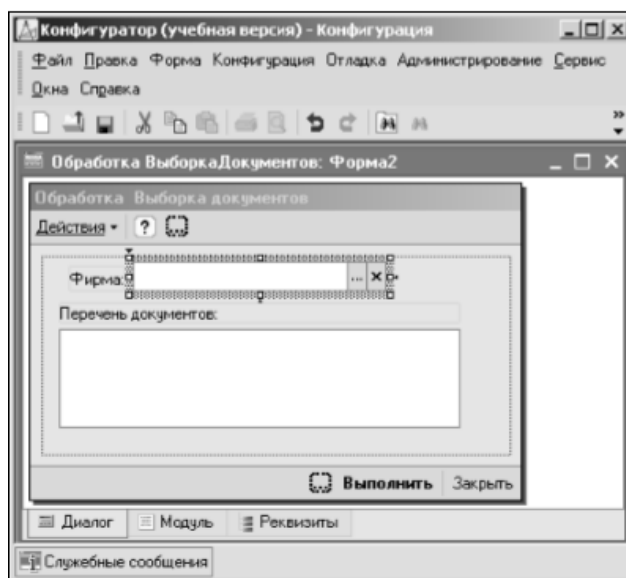 Конфигуратор (учебная версия) - Конфигурация
Файл Правка Форма Конфигурация Отладка Администрирование Сервис
Окна Справка
Обработка ВыборкаДокументов: Форма2
Обработка Выборка документов
Действия
Фирма:
Перечень документов:
Выполнить Закрыть
Диалог Модуль Реквизиты
Служебные сообщения